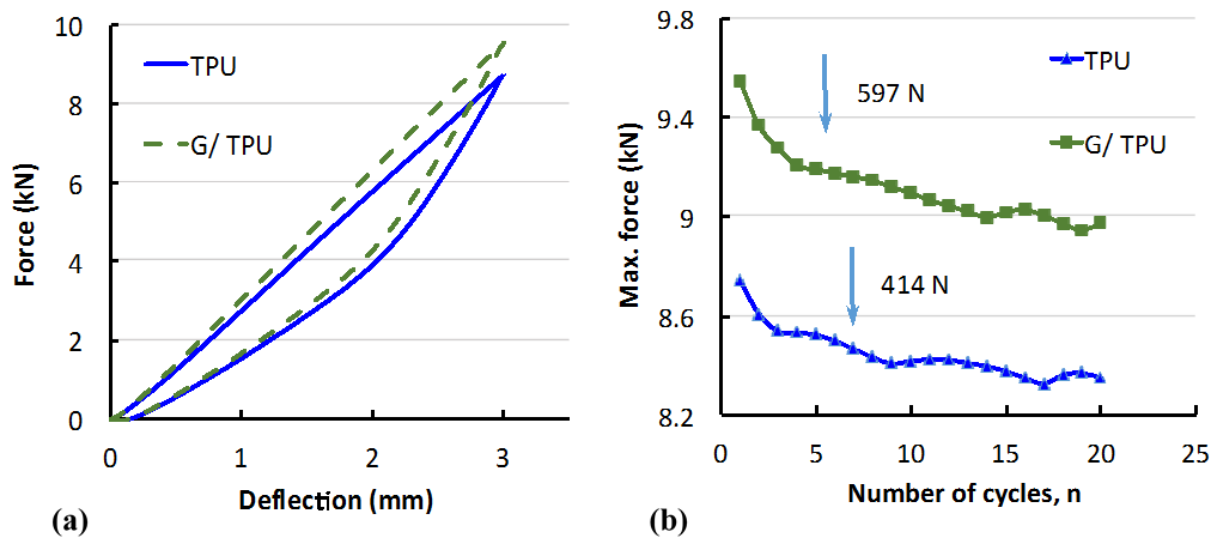 10
8
6
4
2
0
Force (kN)
TPU
G/ TPU
0 1 2 3
Deflection (mm)
(a)
9.8
9.4
9
8.6
8.2
Max. force (kN)
TPU
597 N
G/ TPU
414 N
0 5 10 15 20 25
Number of cycles, n
(b)